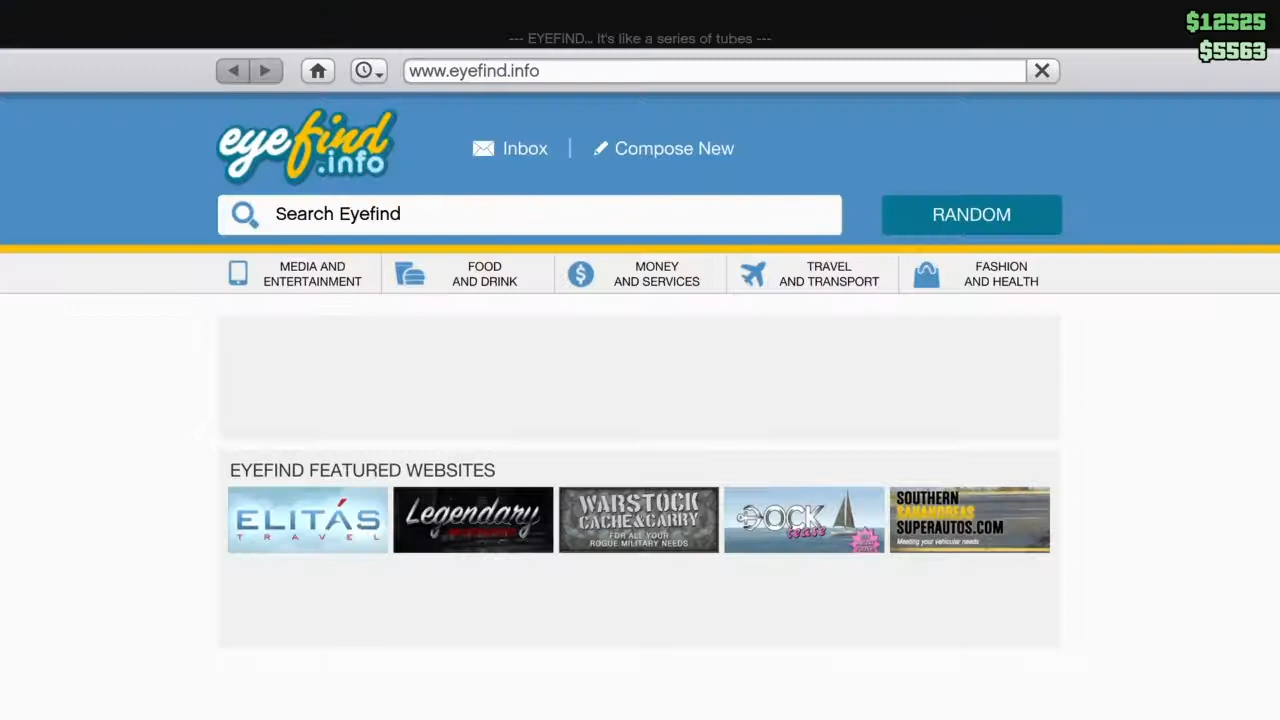 $12525
--- EYEFIND... It's like a series of tubes ---
$5563
www.eyefind.info
eyefind
.info
Inbox
Compose New
Search Eyefind
RANDOM
MEDIA AND
ENTERTAINMENT
FOOD
AND DRINK
MONEY
AND SERVICES
TRAVEL
AND TRANSPORT
FASHION
AND HEALTH
EYEFIND FEATURED WEBSITES
ELITÁS
TRAVEL
Legendary
WARSTOCK
CACHE&CARRY
FOR ALL YOUR
ROGUE MILITARY NEEDS
DOCK
tease
SOUTHERN
SANANDREAS
SUPERAUTOS.COM
Meeting your vehicular needs